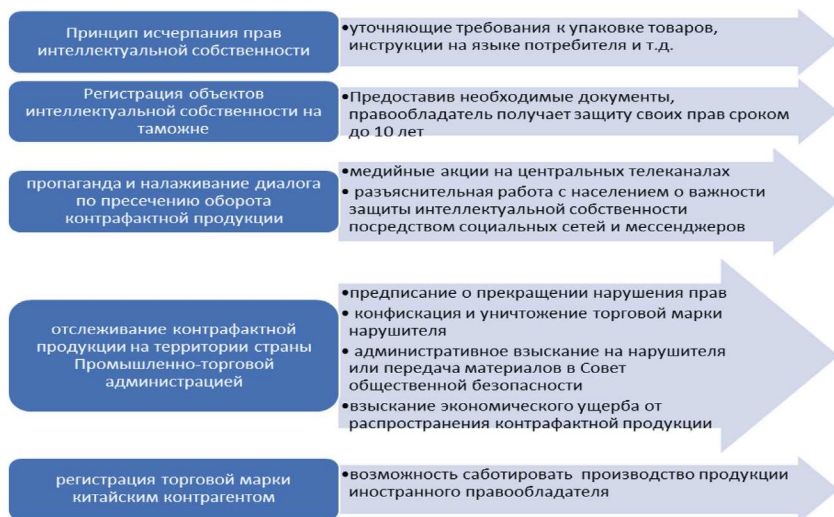 Принцип исчерпания прав
интеллектуальной собственности
•уточняющие требования к упаковке товаров,
инструкции на языке потребителя и т.д.
Регистрация объектов
интеллектуальной собственности на
таможне
•Предоставив необходимые документы,
правообладатель получает защиту своих прав сроком
до 10 лет
пропаганда и налаживание диалога
по пресечению оборота
контрафактной продукции
•медийные акции на центральных телеканалах
• разъяснительная работа с населением о важности
защиты интеллектуальной собственности
посредством социальных сетей и мессенджеров
отслеживание контрафактной
продукции на территории страны
Промышленно-торговой
администрацией
•предписание о прекращении нарушения прав
• конфискация и уничтожение торговой марки
нарушителя
• административное взыскание на нарушителя
или передача материалов в Совет
общественной безопасности
•взыскание экономического ущерба от
распространения контрафактной продукции
регистрация торговой марки
китайским контрагентом
•возможность саботировать производство продукции
иностранного правообладателя